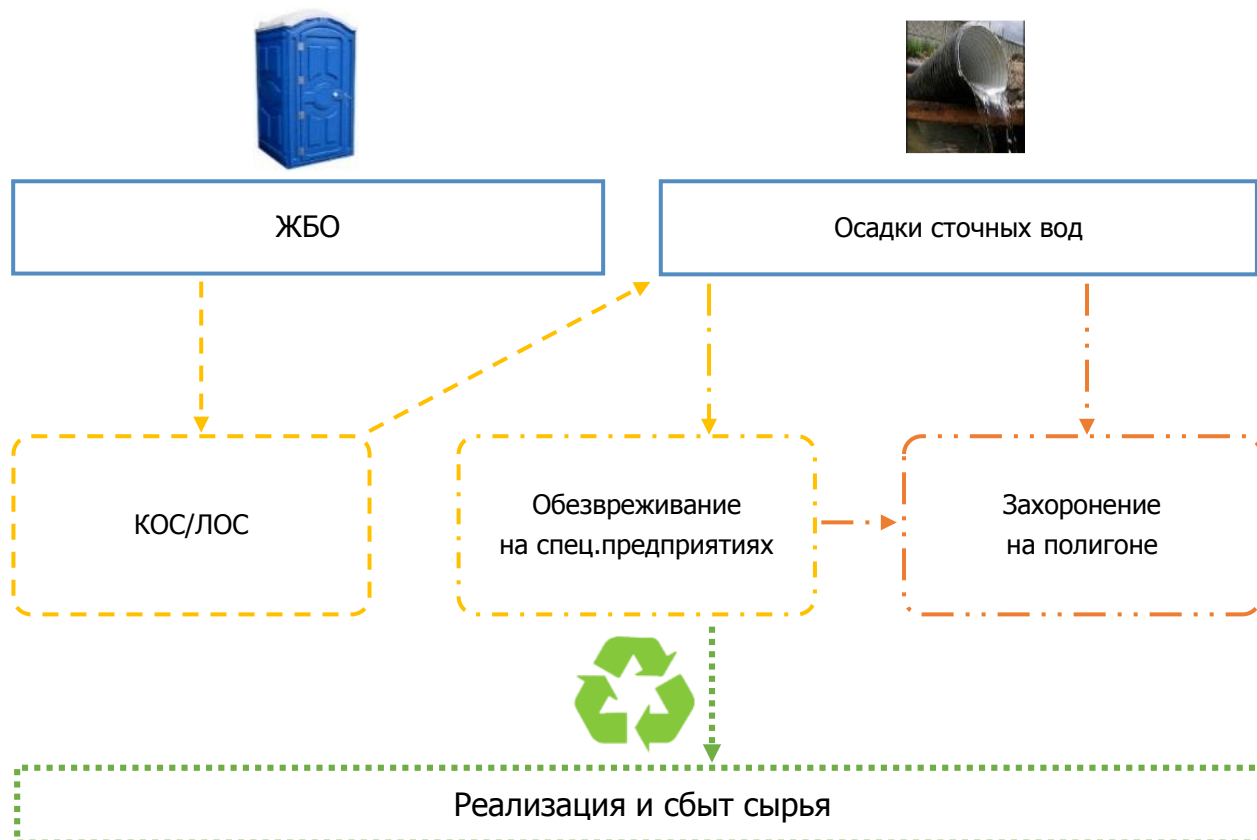 ЖБО
Осадки сточных вод
КОС/ЛОС
Обезвреживание
на спец.предприятиях
Захоронение
на полигоне
Реализация и сбыт сырья